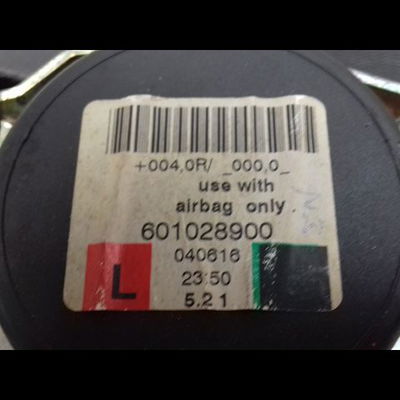 +004,0R/ _000,0_
use with
airbag only
601028900
040616
23:50
L
5.2 1